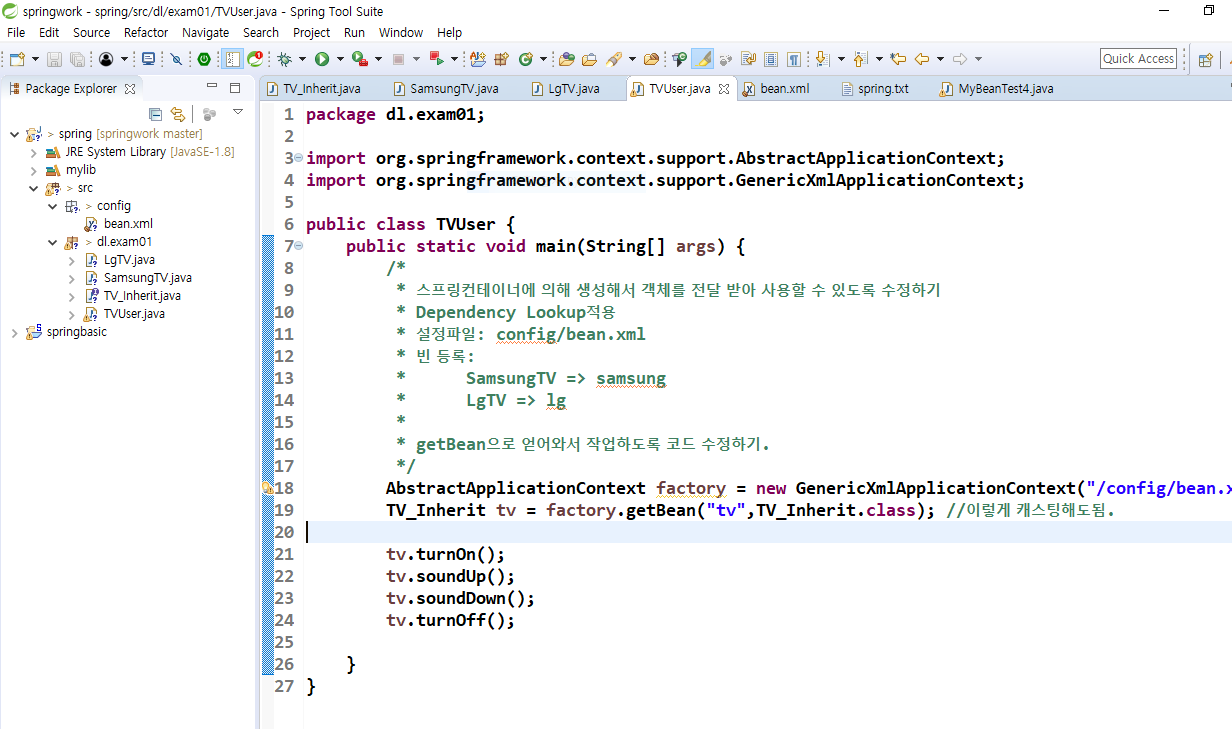 springwork - spring/src/dl/exam01/TVUser.java - Spring Tool Suite
File Edit Source Refactor Navigate Search Project Run Window Help
Quick Access
Package Explorer
TV_Inherit.java SamsungTV.java LgTV.java TVUser.java bean.xml spring.txt MyBeanTest4.java
> spring [springwork master]
JRE System Library [JavaSE-1.8]
mylib
> src
> config
bean.xml
> dl.exam01
LgTV.java
SamsungTV.java
TV_Inherit.java
TVUser.java
springbasic
1 package dl.exam01;
2
3 import org.springframework.context.support.AbstractApplicationContext;
4 import org.springframework.context.support.GenericXmlApplicationContext;
5
6 public class TVUser {
7 public static void main(String[] args) {
8 /*
9 * 스프링컨테이너에 의해 생성해서 객체를 전달 받아 사용할 수 있도록 수정하기
10 * Dependency Lookup적용
11 * 설정파일: config/bean.xml
12 * 빈 등록:
13 * SamsungTV => samsung
14 * LgTV => lg
15 *
16 * getBean으로 얻어와서 작업하도록 코드 수정하기.
17 */
18 AbstractApplicationContext factory = new GenericXmlApplicationContext("/config/bean.x
19 TV_Inherit tv = factory.getBean("tv",TV_Inherit.class); //이렇게 캐스팅해도됨.
20
21 tv.turnOn();
22 tv.soundUp();
23 tv.soundDown();
24 tv.turnOff();
25
26 }
27 }